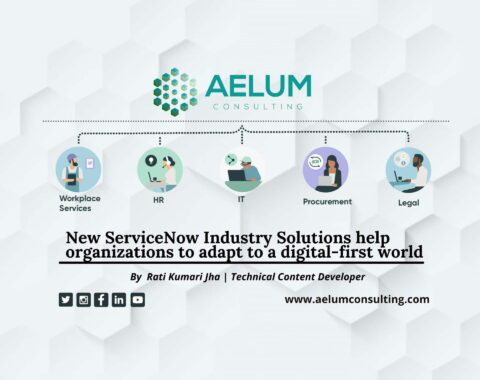 AELUM
CONSULTING
Workplace
Services
HR
IT
Procurement
Legal
New ServiceNow Industry Solutions help
organizations to adapt to a digital-first world
By Rati Kumari Jha | Technical Content Developer
www.aelumconsulting.com